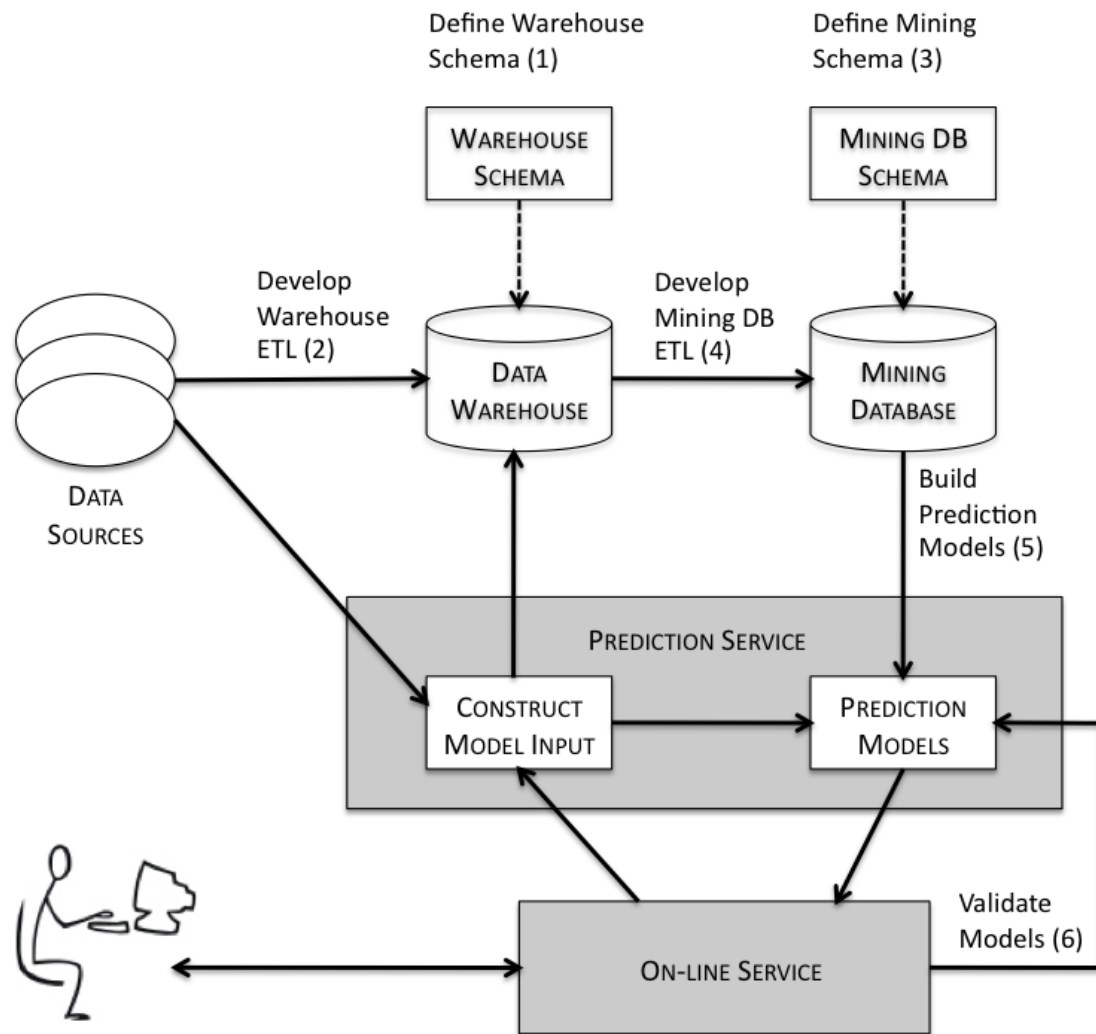 Define Warehouse
Schema (1)
Define Mining
Schema (3)
WAREHOUSE
SCHEMA
MINING DB
SCHEMA
Develop
Warehouse
ETL (2)
Develop
Mining DB
ETL (4)
DATA
WAREHOUSE
MINING
DATABASE
DATA
SOURCES
Build
Prediction
Models (5)
PREDICTION SERVICE
CONSTRUCT
MODEL INPUT
PREDICTION
MODELS
Validate
Models (6)
ON-LINE SERVICE